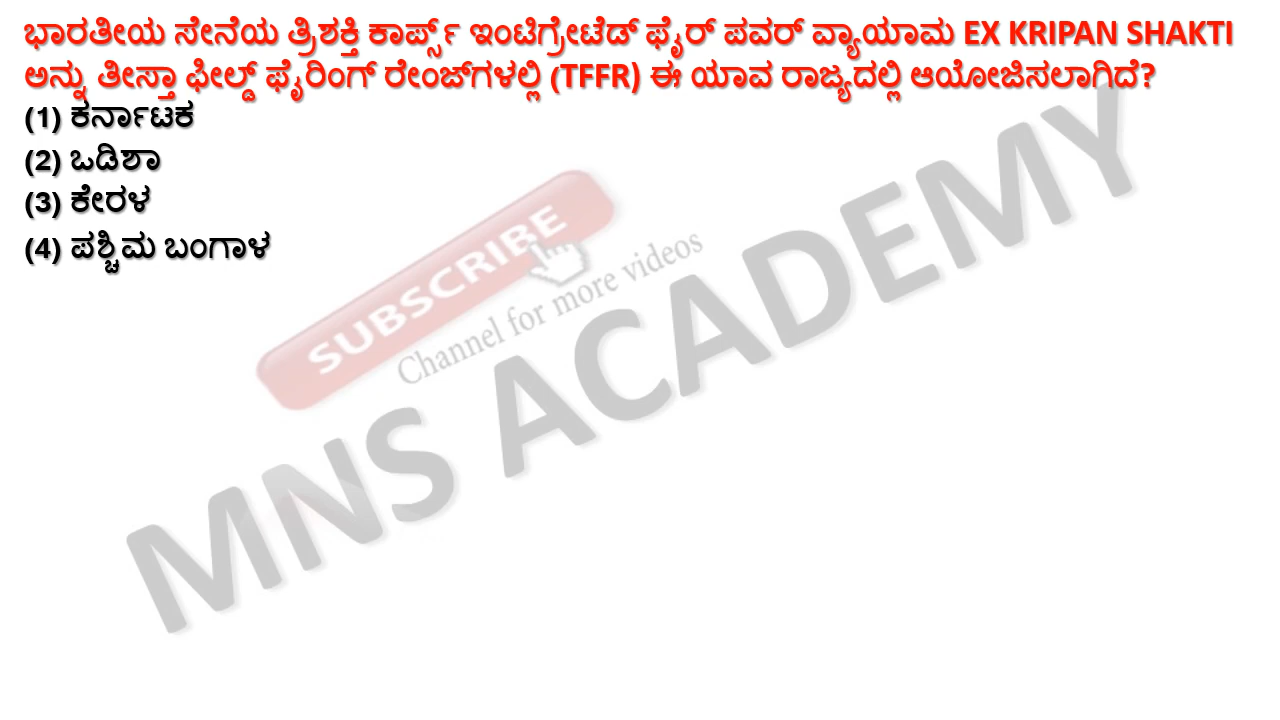 ಭಾರತೀಯ ಸೇನೆಯ ತ್ರಿಶಕ್ತಿ ಕಾರ್ಪ್ಸ್ ಇಂಟಿಗ್ರೇಟೆಡ್ ಫೈರ್ ಪವರ್ ವ್ಯಾಯಾಮ EX KRIPAN SHAKTI
ಅನ್ನು ತೀಸ್ತಾ ಫೀಲ್ಡ್ ಫೈರಿಂಗ್ ರೇಂಜ್‌ಗಳಲ್ಲಿ (TFFR) ಈ ಯಾವ ರಾಜ್ಯದಲ್ಲಿ ಆಯೋಜಿಸಲಾಗಿದೆ?
(1) ಕರ್ನಾಟಕ
(2) ಒಡಿಶಾ
(3) ಕೇರಳ
(4) ಪಶ್ಚಿಮ ಬಂಗಾಳ
SUBSCRIBE
Channel for more videos
MNS ACADEMY